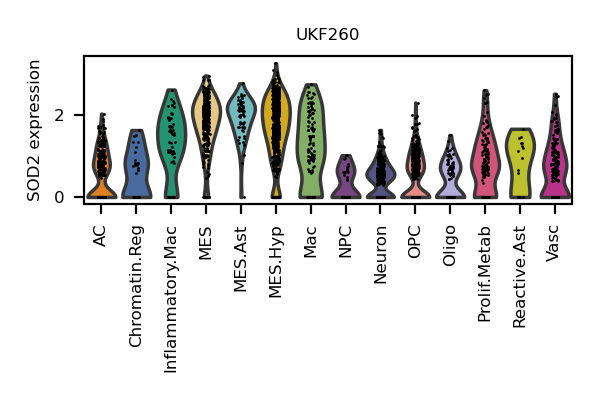 UKF260
SOD2 expression
2
0
AC
Chromatin.Reg
Inflammatory.Mac
MES
MES.Ast
MES.Hyp
Mac
NPC
Neuron
OPC
Oligo
Prolif.Metab
Reactive.Ast
Vasc